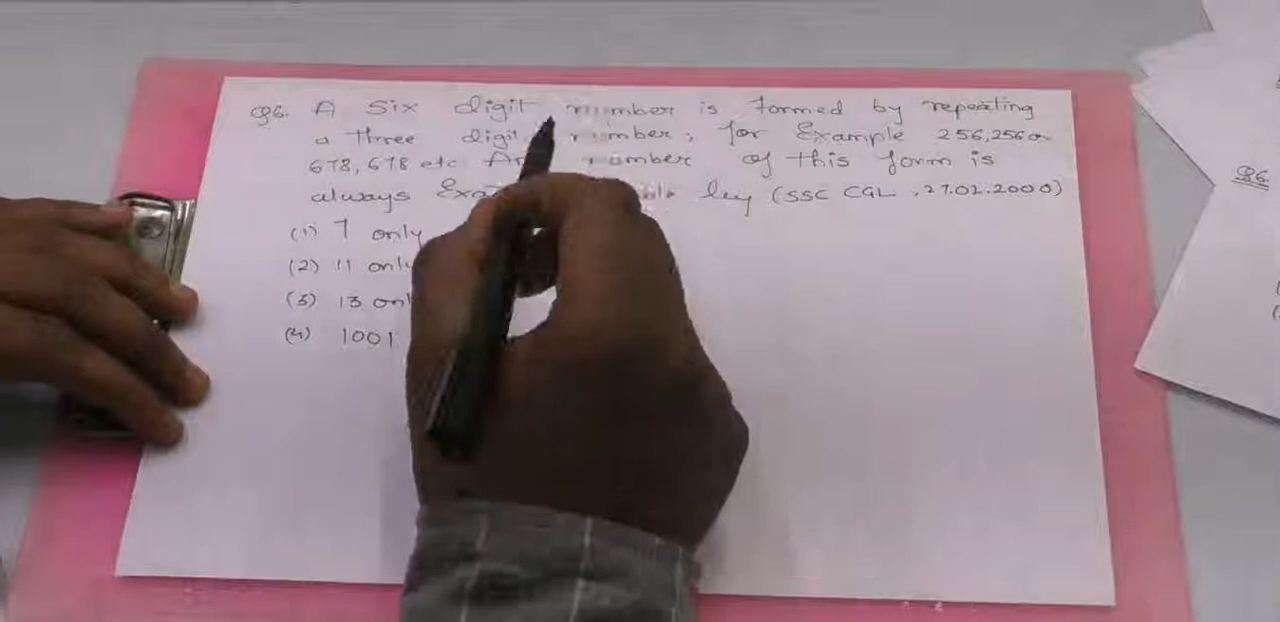 Q6. A Six digit number is formed by repeating
a three digit number, for Example 256,256 or
678,678 etc. number of this form is
always by (SSC CGL ,27.02.2000)
(1) 7 only
(2) 11 only
(3) 13
(4) 1001
Q6.